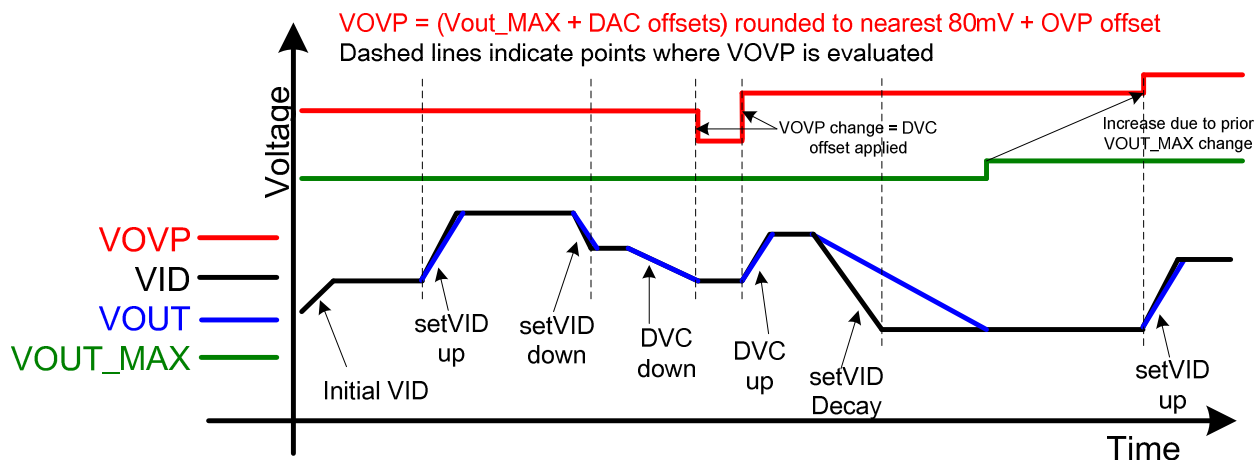 VOVP = (Vout_MAX + DAC offsets) rounded to nearest 80mV + OVP offset
Dashed lines indicate points where VOVP is evaluated
Voltage
VOVP change = DVC
offset applied
Increase due to prior
VOUT_MAX change
VOVP
VID
VOUT
VOUT_MAX
Initial VID
setVID
up
setVID
down
DVC
down
DVC
up
setVID
Decay
setVID
up
Time